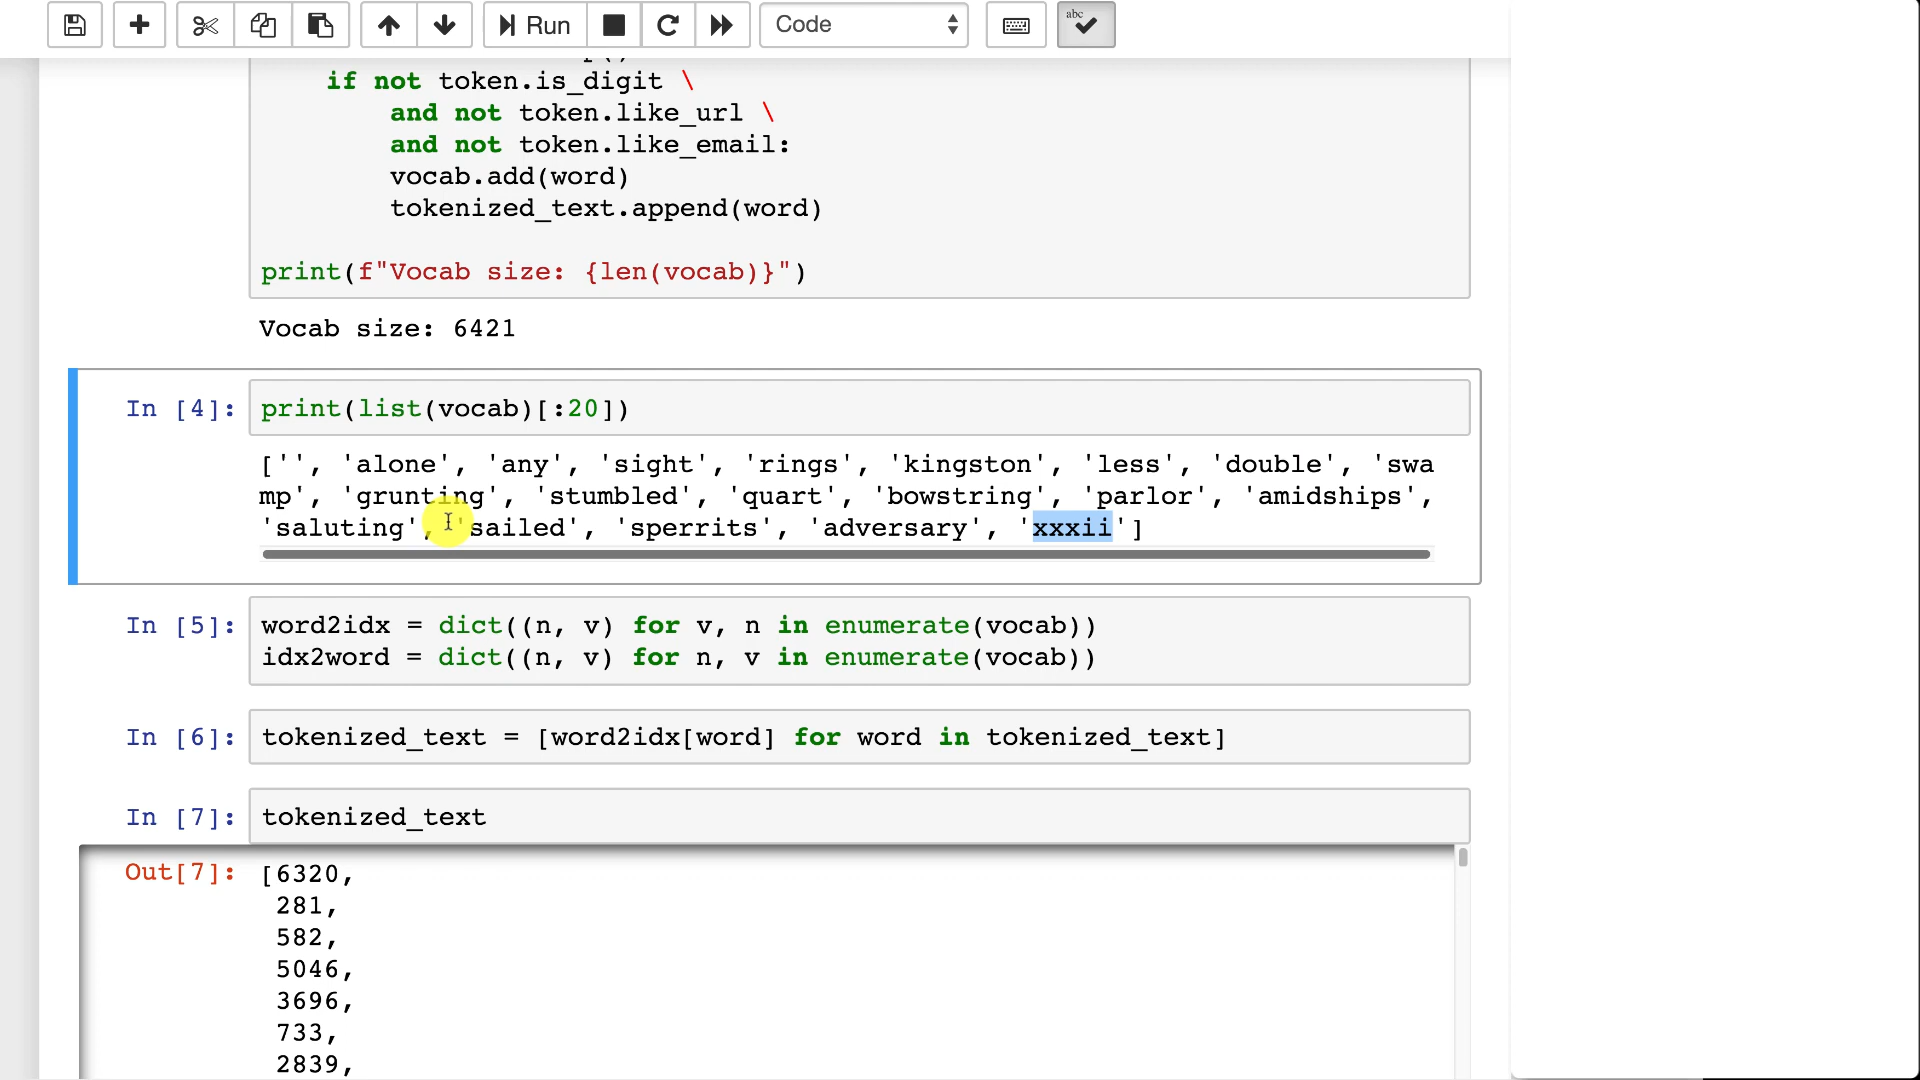 abc
Run
Code
if not token.is_digit \
and not token.like_url \
and not token.like_email:
vocab.add(word)
tokenized_text.append(word)
print(f"Vocab size: {len(vocab)}")
Vocab size: 6421
In [4]: print(list(vocab)[:20])
['', 'alone', 'any', 'sight', 'rings', 'kingston', 'less', 'double', 'swa
mp', 'grunting', 'stumbled', 'quart', 'bowstring', 'parlor', 'amidships',
'saluting', 'sailed', 'sperrits', 'adversary', 'xxxii']
In [5]: word2idx = dict((n, v) for v, n in enumerate(vocab))
idx2word = dict((n, v) for n, v in enumerate(vocab))
In [6]: tokenized_text = [word2idx[word] for word in tokenized_text]
In [7]: tokenized_text
Out[7]: [6320,
281,
582,
5046,
3696,
733,
2839,